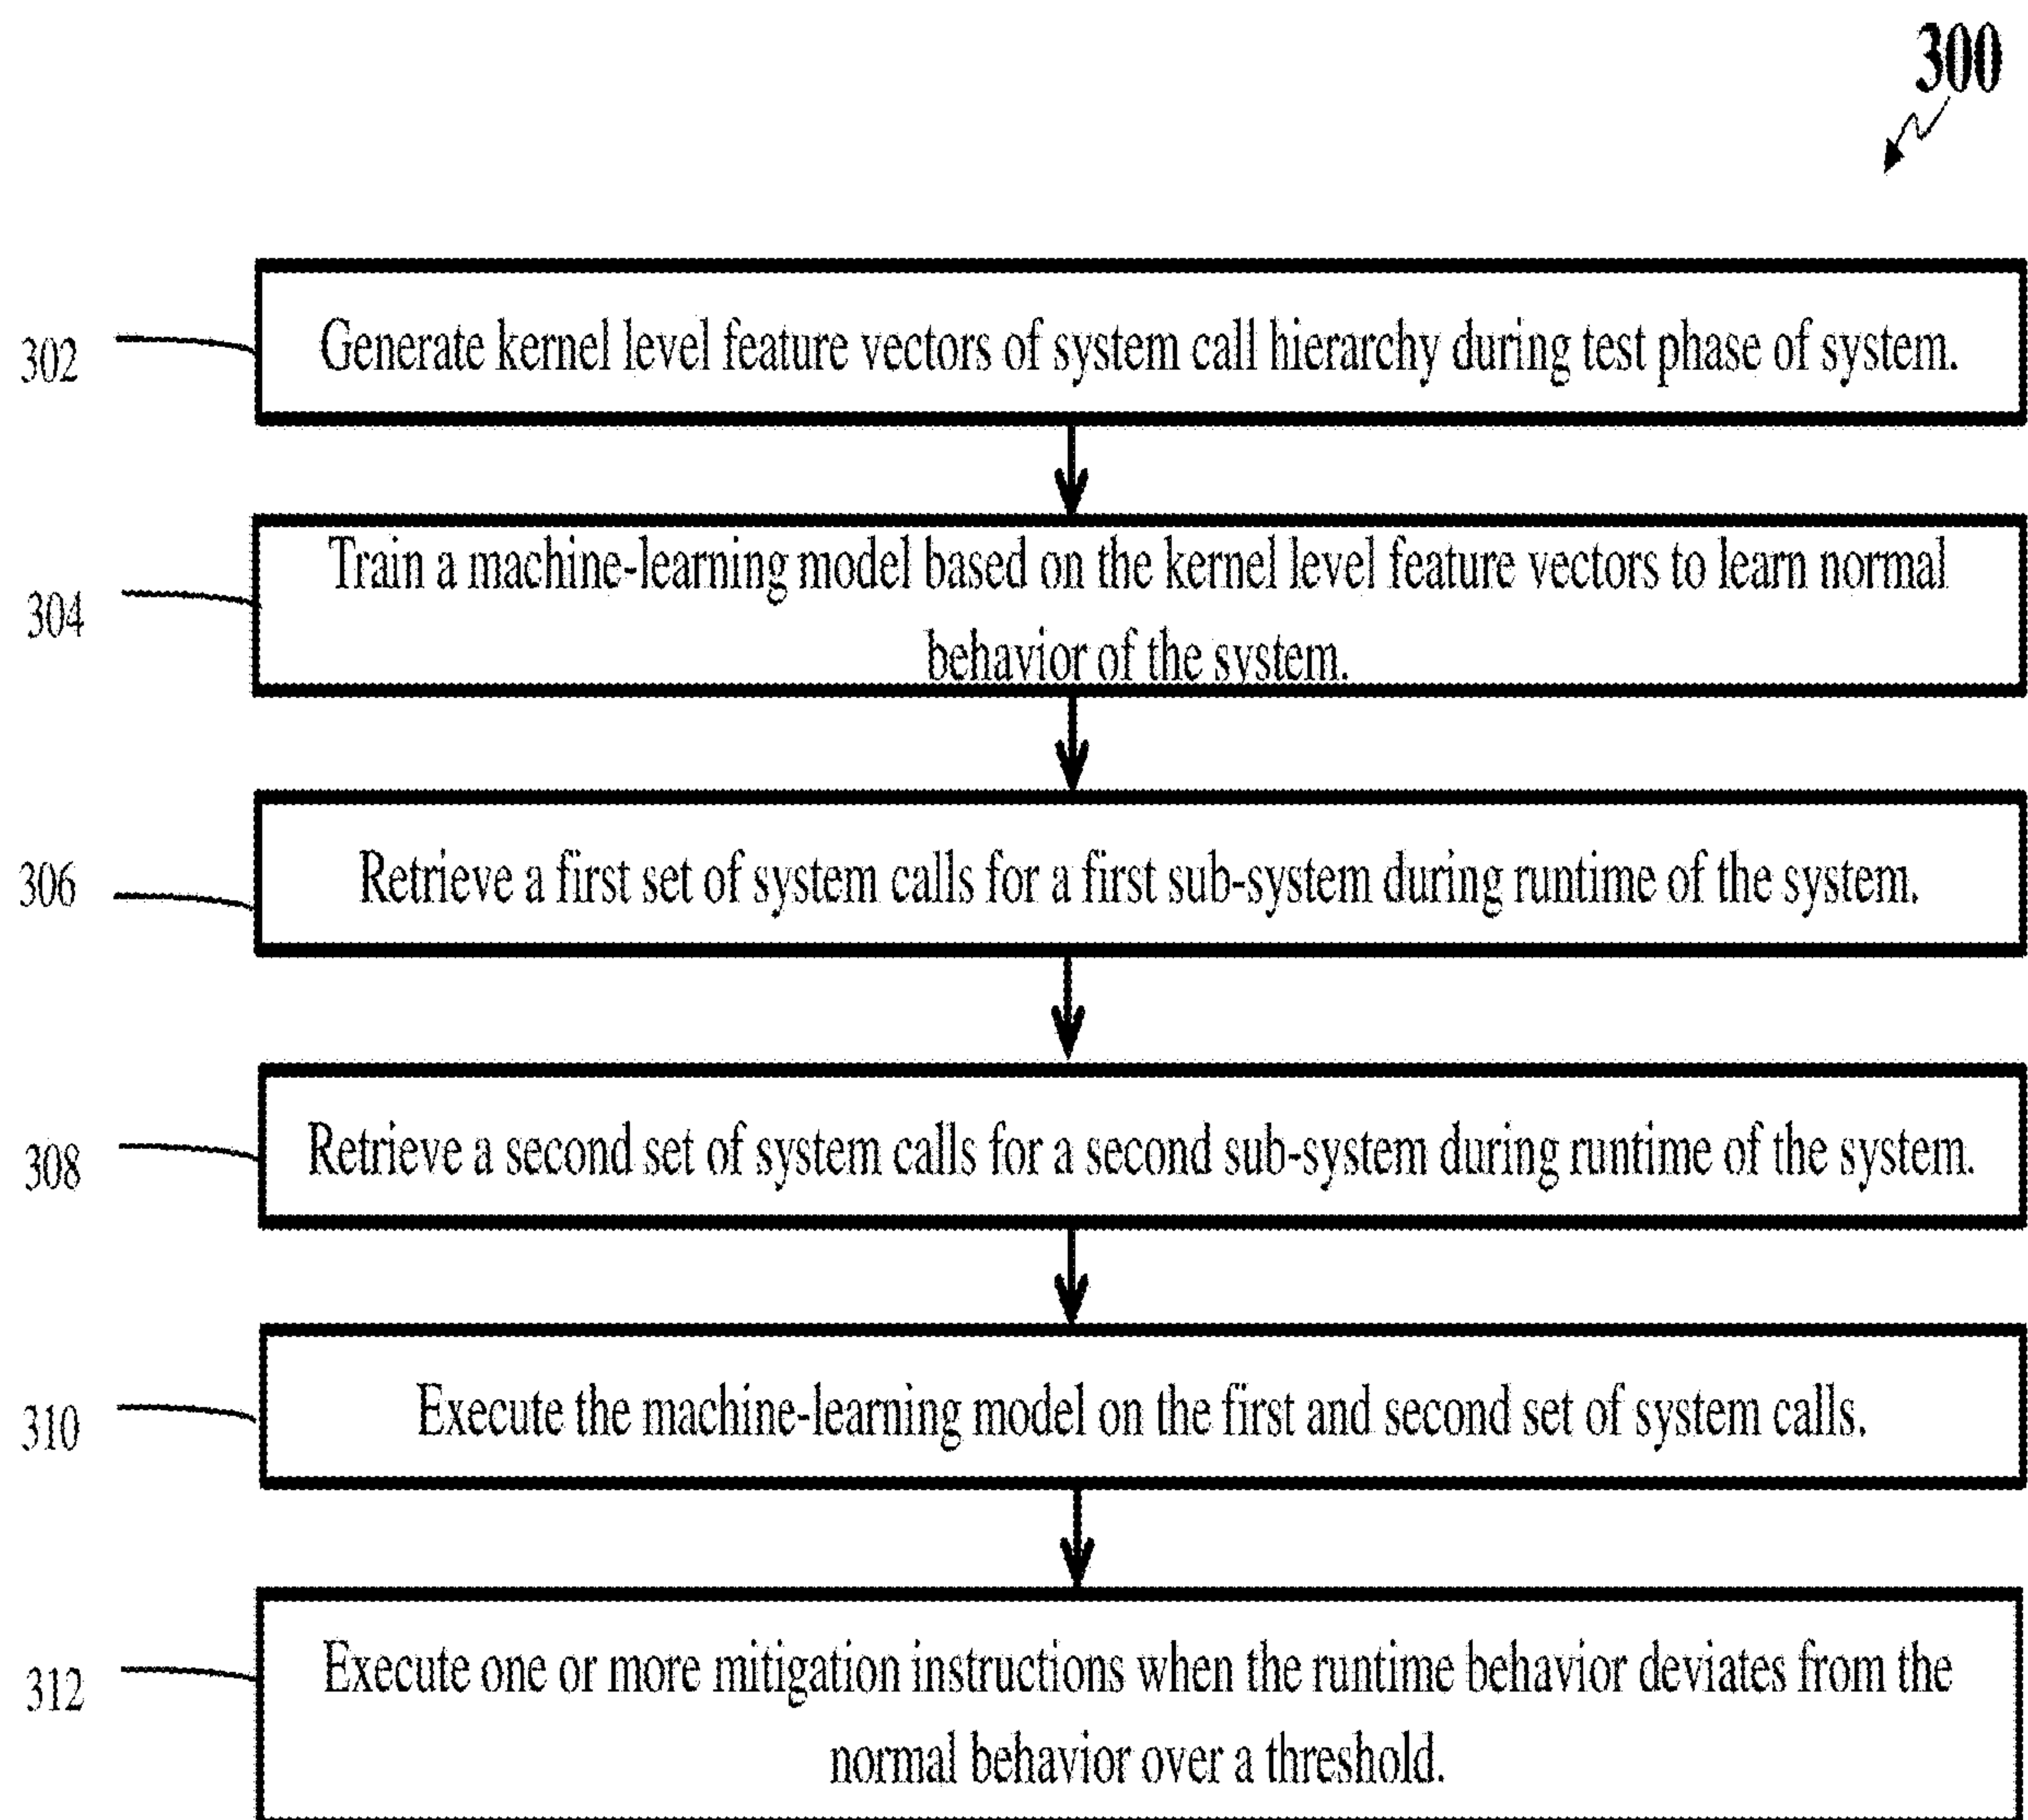 300
302
Generate kernel level feature vectors of system call hierarchy during test phase of system.
304
Train a machine-learning model based on the kernel level feature vectors to learn normal
behavior of the system.
306
Retrieve a first set of system calls for a first sub-system during runtime of the system.
308
Retrieve a second set of system calls for a second sub-system during runtime of the system.
310
Execute the machine-learning model on the first and second set of system calls.
312
Execute one or more mitigation instructions when the runtime behavior deviates from the
normal behavior over a threshold.